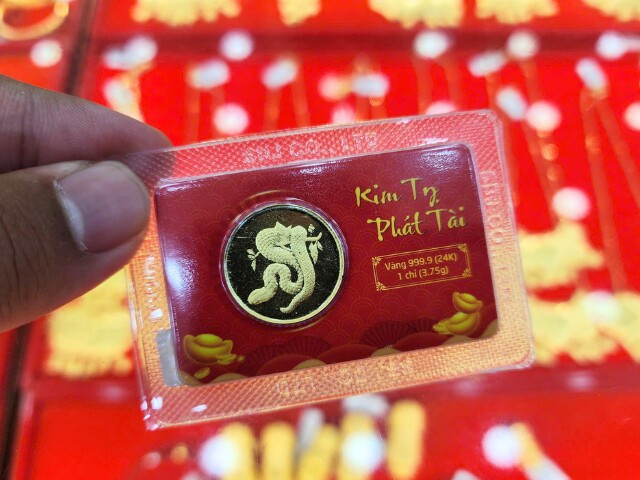 Kim Tỵ
Phát Tài
Vàng 999.9 (24K)
1 chỉ (3.75g)